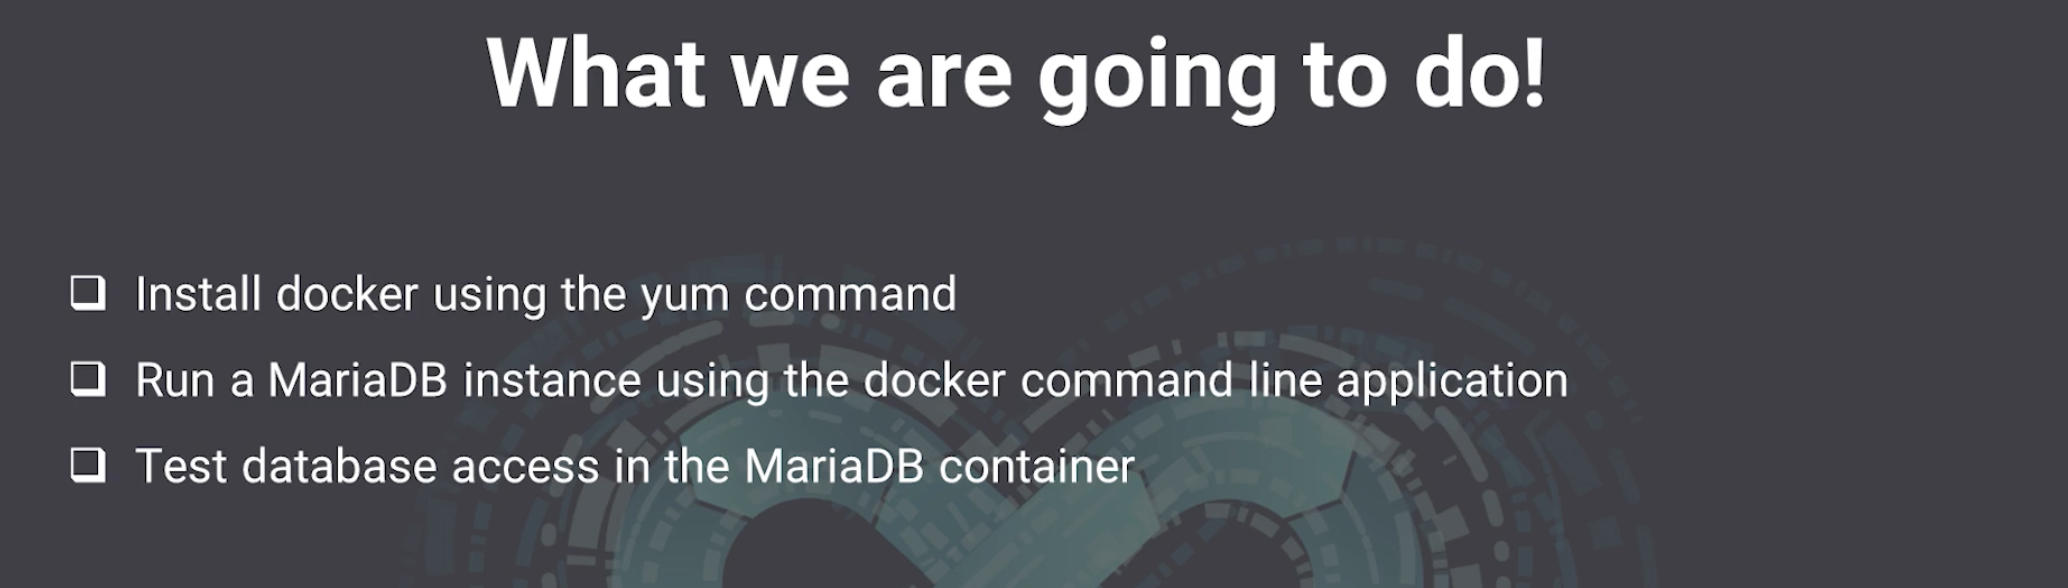 What we are going to do!
Install docker using the yum command
Run a MariaDB instance using the docker command line application
Test database access in the MariaDB container